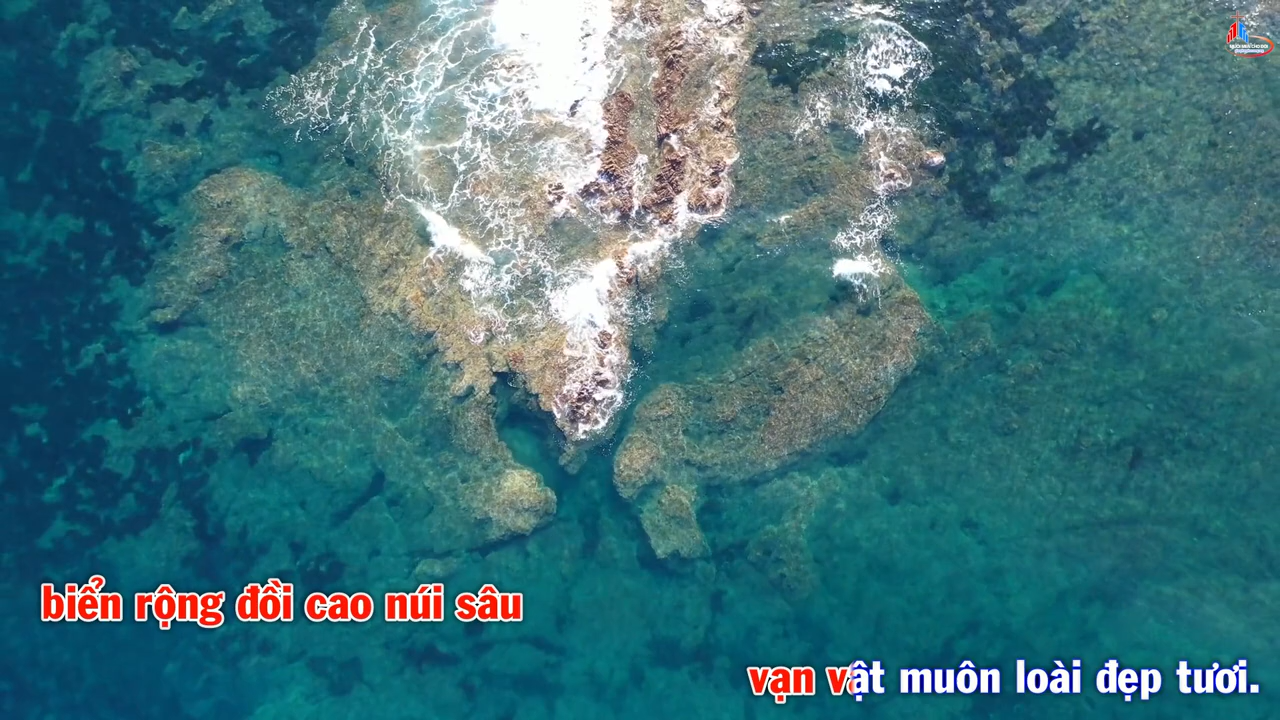 biển rộng đồi cao núi sâu
vạn vật muôn loài đẹp tươi.